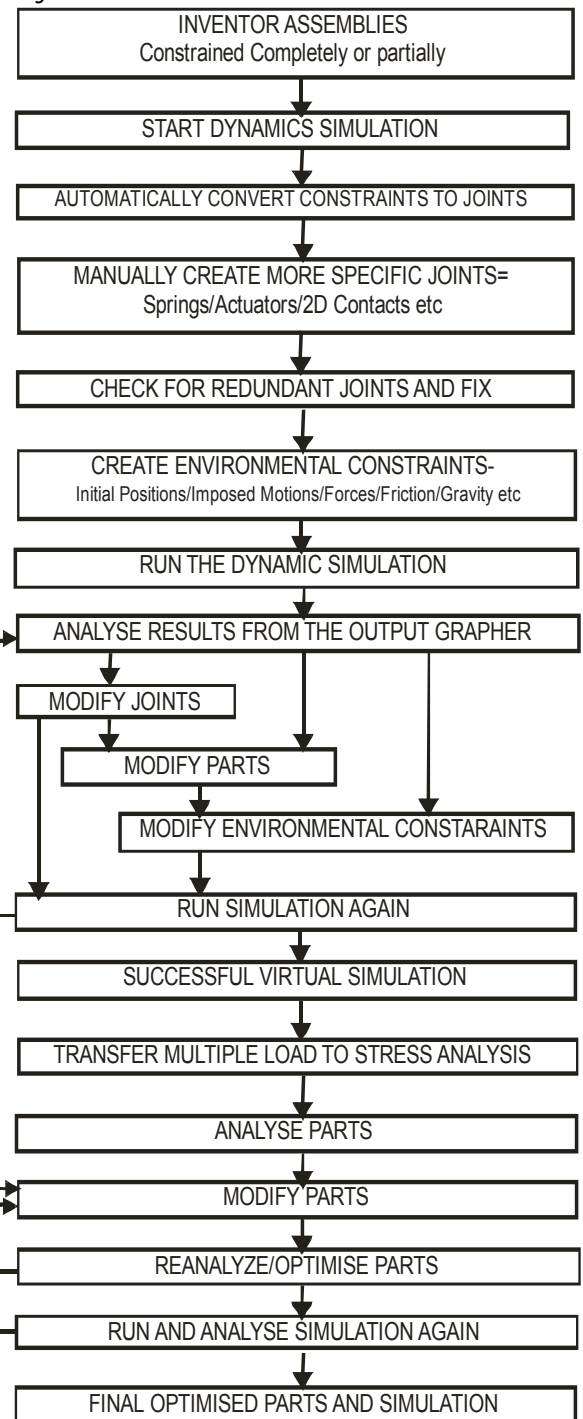 INVENTOR ASSEMBLIES
Constrained Completely or partially
START DYNAMICS SIMULATION
AUTOMATICALLY CONVERT CONSTRAINTS TO JOINTS
MANUALLY CREATE MORE SPECIFIC JOINTS=
Springs/Actuators/2D Contacts etc
CHECK FOR REDUNDANT JOINTS AND FIX
CREATE ENVIRONMENTAL CONSTRAINTS-
Initial Positions/Imposed Motions/Forces/Friction/Gravity etc
RUN THE DYNAMIC SIMULATION
ANALYSE RESULTS FROM THE OUTPUT GRAPHER
MODIFY JOINTS
MODIFY PARTS
MODIFY ENVIRONMENTAL CONSTARAINTS
RUN SIMULATION AGAIN
SUCCESSFUL VIRTUAL SIMULATION
TRANSFER MULTIPLE LOAD TO STRESS ANALYSIS
ANALYSE PARTS
MODIFY PARTS
REANALYZE/OPTIMISE PARTS
RUN AND ANALYSE SIMULATION AGAIN
FINAL OPTIMISED PARTS AND SIMULATION